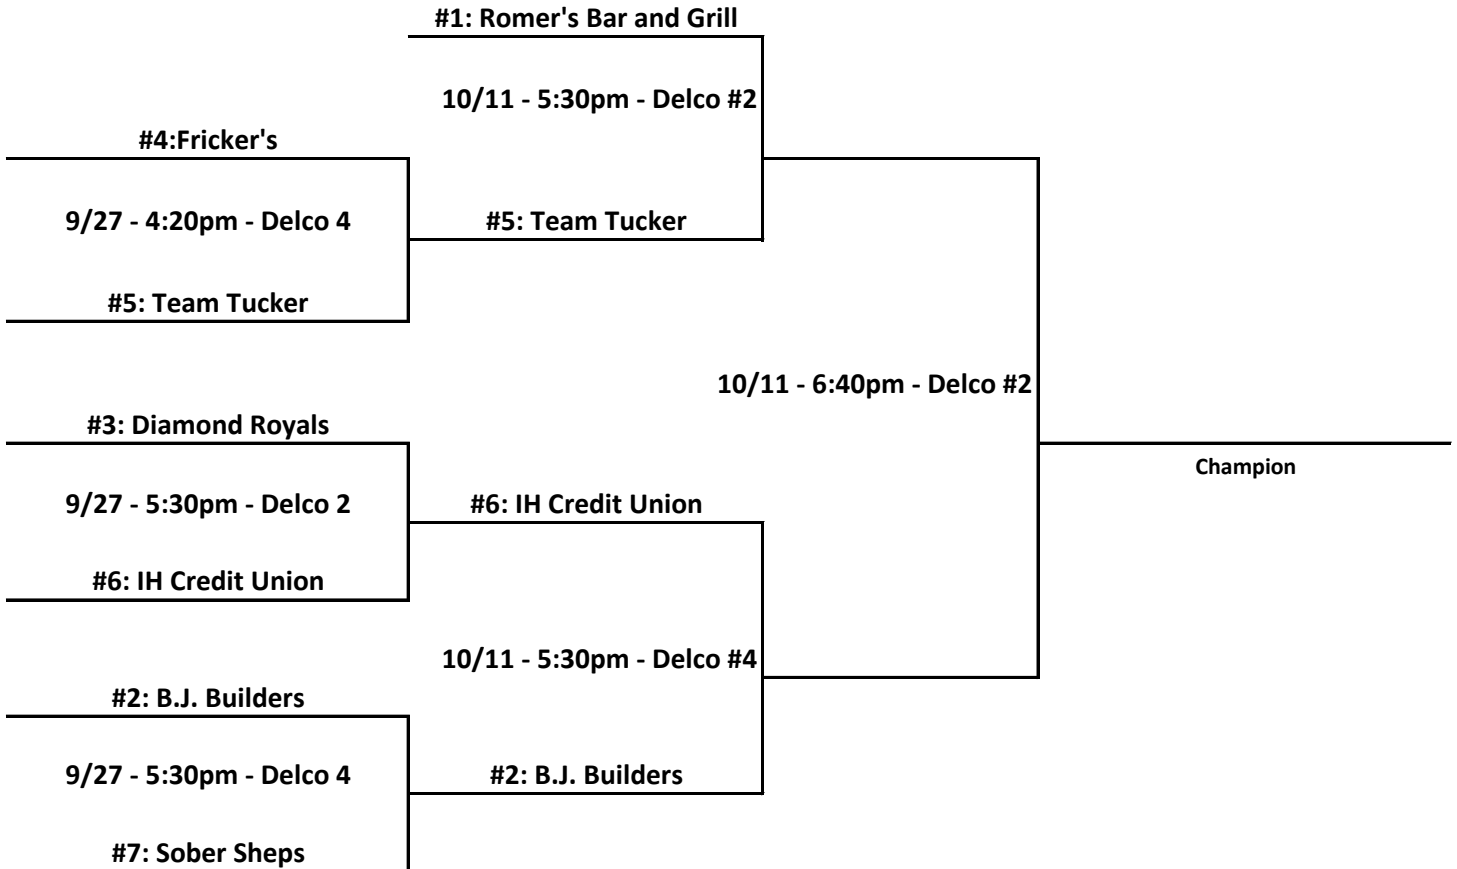 #1: Romer's Bar and Grill
10/11 - 5:30pm - Delco #2
#4:Fricker's
9/27 - 4:20pm - Delco 4
#5: Team Tucker
#5: Team Tucker
10/11 - 6:40pm - Delco #2
#3: Diamond Royals
Champion
9/27 - 5:30pm - Delco 2
#6: IH Credit Union
#6: IH Credit Union
10/11 - 5:30pm - Delco #4
#2: B.J. Builders
9/27 - 5:30pm - Delco 4
#2: B.J. Builders
#7: Sober Sheps